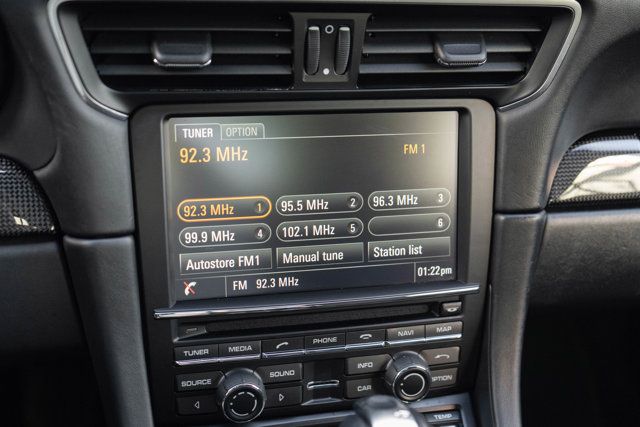 TUNER OPTION
92.3 MHz FM 1
92.3 MHz 1 95.5 MHz 2 96.3 MHz 3
99.9 MHz 4 102.1 MHz 5 6
Autostore FM1 Manual tune Station list
FM 92.3 MHz 01:22 pm
TUNER MEDIA PHONE NAVI MAP
SOURCE SOUND INFO
CAR OPTION
TEMP